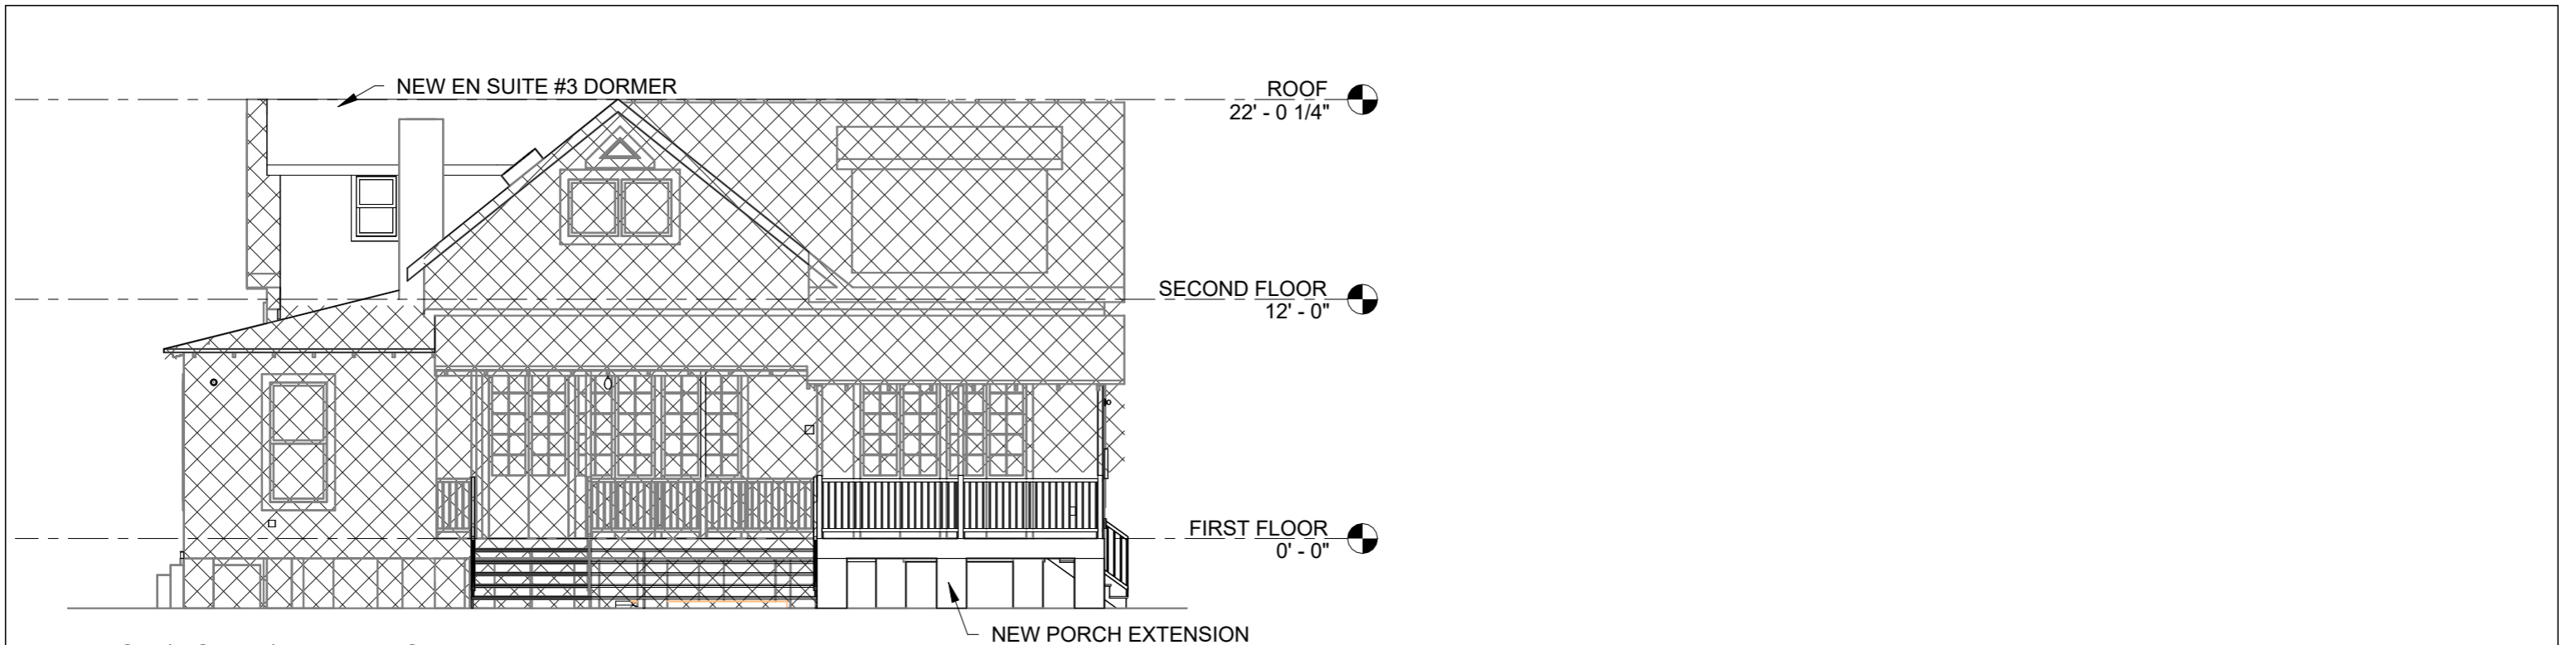 NEW EN SUITE #3 DORMER
ROOF
22' - 0 1/4"
SECOND FLOOR
12' - 0"
FIRST FLOOR
0' - 0"
NEW PORCH EXTENSION